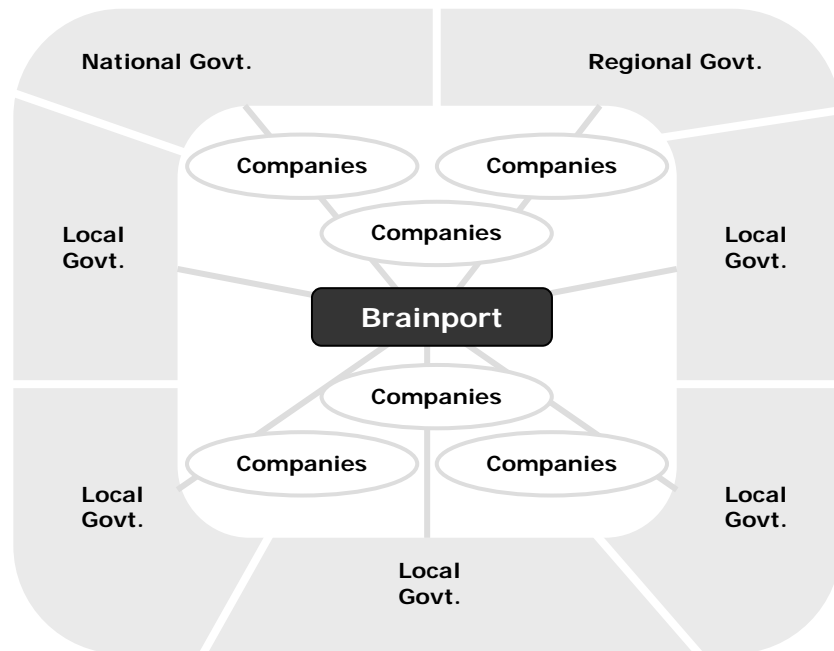 National Govt.
Regional Govt.
Companies
Companies
Companies
Local
Govt.
Local
Govt.
Brainport
Companies
Companies
Companies
Local
Govt.
Local
Govt.
Local
Govt.